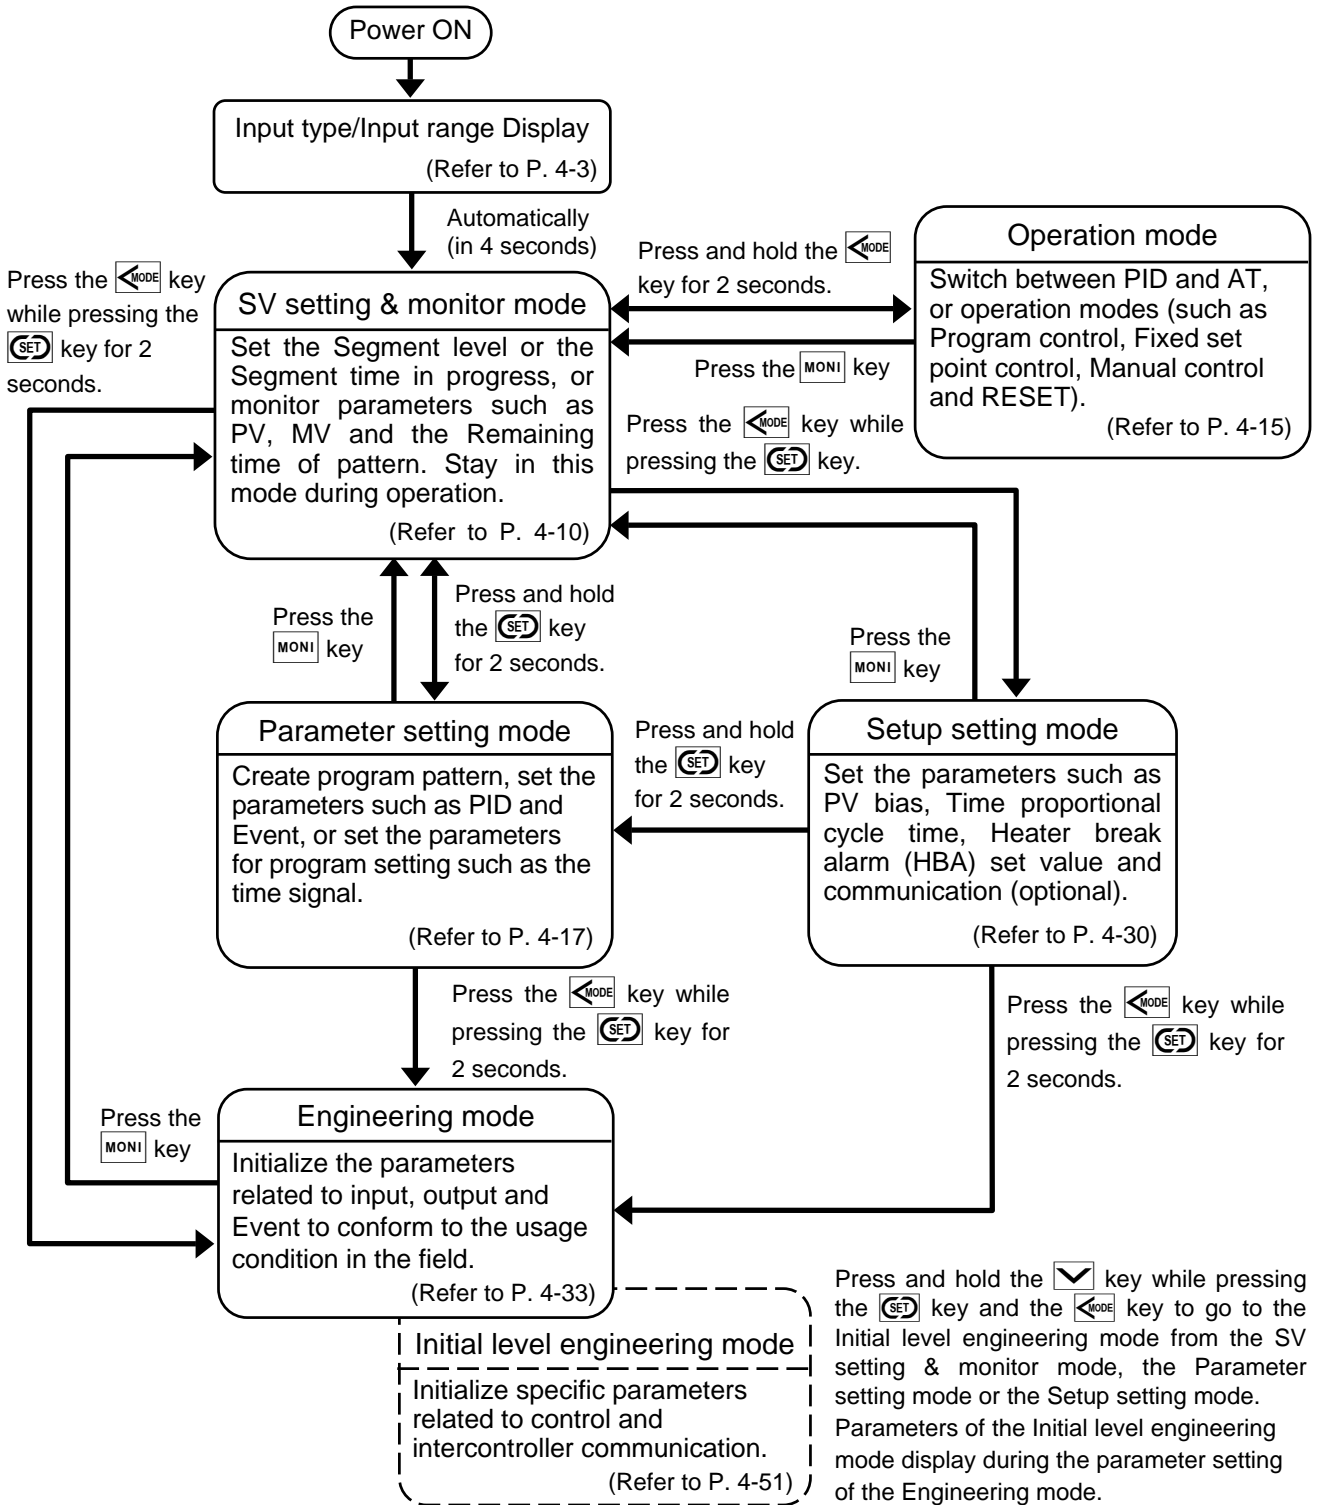 Power ON
Input type/Input range Display
(Refer to P. 4-3)
Automatically
(in 4 seconds)
Press the <MODE key
while pressing the
SET key for 2
seconds.
SV setting & monitor mode
Set the Segment level or the
Segment time in progress, or
monitor parameters such as
PV, MV and the Remaining
time of pattern. Stay in this
mode during operation.
(Refer to P. 4-10)
Press and hold the <MODE
key for 2 seconds.
Press the MONI key
Operation mode
Switch between PID and AT,
or operation modes (such as
Program control, Fixed set
point control, Manual control
and RESET).
(Refer to P. 4-15)
Press the <MODE key while
pressing the SET key.
Press the
MONI key
Press and hold
the SET key
for 2 seconds.
Press the
MONI key
Parameter setting mode
Create program pattern, set the
parameters such as PID and
Event, or set the parameters
for program setting such as the
time signal.
(Refer to P. 4-17)
Press and hold
the SET key
for 2 seconds.
Setup setting mode
Set the parameters such as
PV bias, Time proportional
cycle time, Heater break
alarm (HBA) set value and
communication (optional).
(Refer to P. 4-30)
Press the <MODE key while
pressing the SET key for
2 seconds.
Press the <MODE key while
pressing the SET key for
2 seconds.
Press the
MONI key
Engineering mode
Initialize the parameters
related to input, output and
Event to conform to the usage
condition in the field.
(Refer to P. 4-33)
Initial level engineering mode
Initialize specific parameters
related to control and
intercontroller communication.
(Refer to P. 4-51)
Press and hold the key while pressing
the SET key and the <MODE key to go to the
Initial level engineering mode from the SV
setting & monitor mode, the Parameter
setting mode or the Setup setting mode.
Parameters of the Initial level engineering
mode display during the parameter setting
of the Engineering mode.